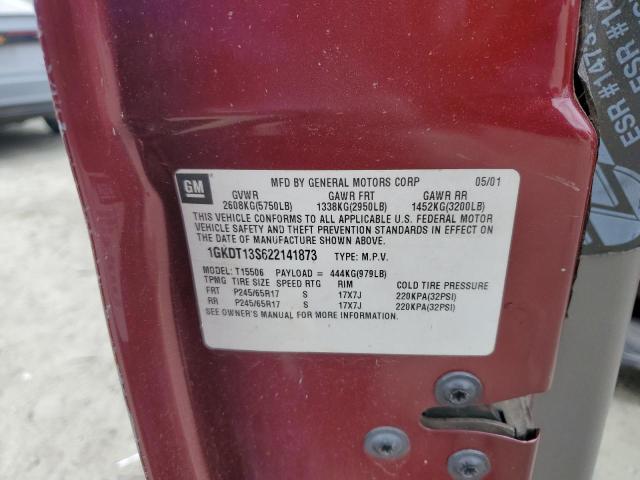 GM
MFD BY GENERAL MOTORS CORP 05/01
GVWR GAWR FRT GAWR RR
2608KG(5750LB) 1338KG(2950LB) 1452KG(3200LB)
THIS VEHICLE CONFORMS TO ALL APPLICABLE U.S. FEDERAL MOTOR
VEHICLE SAFETY AND THEFT PREVENTION STANDARDS IN EFFECT ON
THE DATE OF MANUFACTURE SHOWN ABOVE.
1GKDT13S622141873 TYPE: M.P.V.
MODEL: T15506 PAYLOAD = 444KG(979LB)
TPMG TIRE SIZE SPEED RTG RIM COLD TIRE PRESSURE
FRT P245/65R17 S 17X7J 220KPA(32PSI)
RR P245/65R17 S 17X7J 220KPA(32PSI)
SEE OWNER'S MANUAL FOR MORE INFORMATION.
ESR #147
ESR #